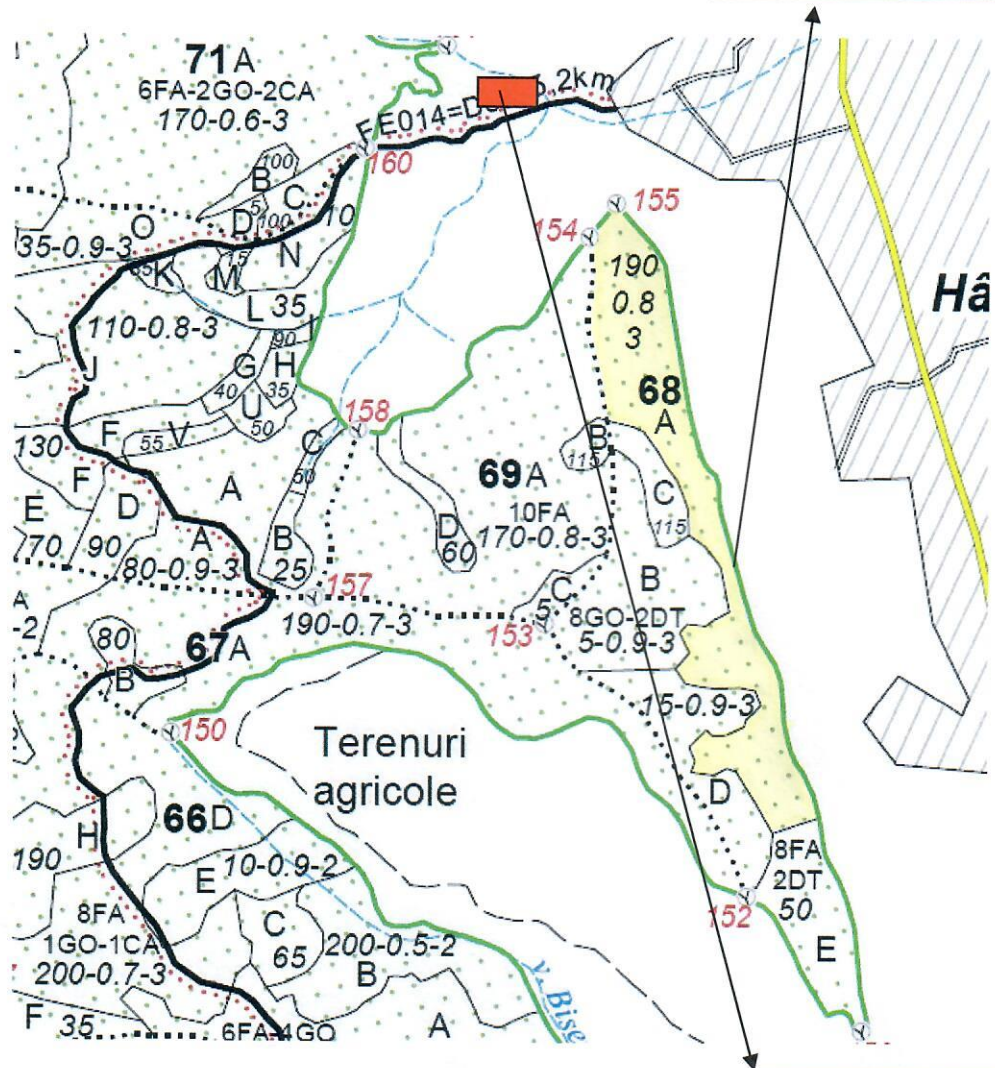 71A
6FA-2GO-2CA
170-0.6-3
FE014=D
.2km
160
155
154
B
100
C
5
D
100
10
O
35-0.9-3
15
N
K
M
L 35
I
110-0.8-3
90
G
H
J
40
35
U
50
158
190
0.8
3
Hâ
68
A
130
F
55
V
C
50
B
115
E
F
D
A
69A
10FA
170-0.8-3
C
115
D
60
70
90
A
80-0.9-3
B
25
157
C
5
B
8GO-2DT
5-0.9-3
153
190-0.7-3
A
-2
80
67A
B
15-0.9-3
150
Terenuri
agricole
D
66D
H
190
E
10-0.9-2
8FA
2DT
50
152
8FA
1GO-1CA
200-0.7-3
C
65
200-0.5-2
B
E
v. Bise
F 35
6FA-4GO
A